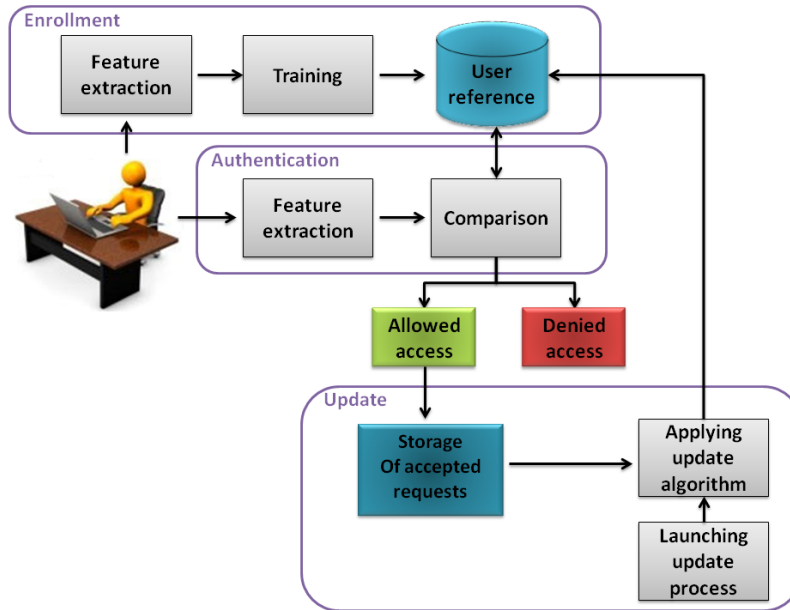 Enrollment
Feature
extraction
Training
User
reference
Authentication
Feature
extraction
Comparison
Allowed
access
Denied
access
Update
Storage
Of accepted
requests
Applying
update
algorithm
Launching
update
process